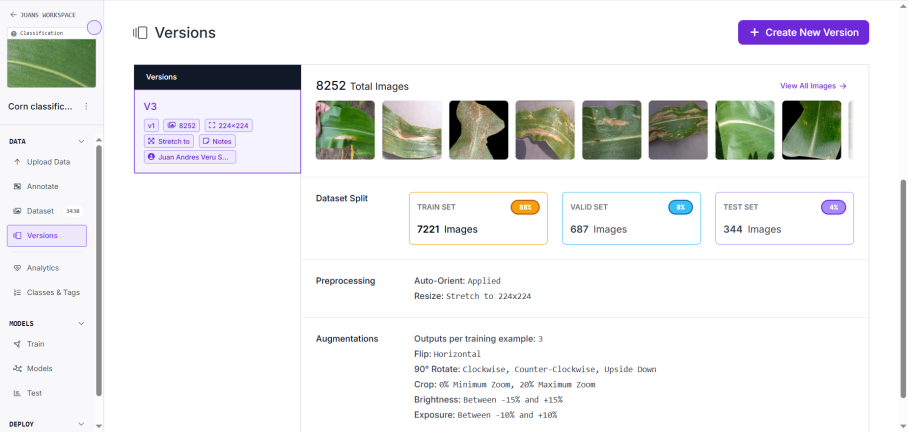 ← JUANS WORKSPACE
Classification
Corn classific...
DATA
Upload Data
Annotate
Dataset 3438
Versions
Analytics
Classes & Tags
MODELS
Train
Models
Test
DEPLOY
Versions
+ Create New Version
Versions
V3
v1 8252 224×224
Stretch to Notes
Juan Andres Veru S...
8252 Total Images
View All Images →
Dataset Split
TRAIN SET 88%
7221 Images
VALID SET 8%
687 Images
TEST SET 4%
344 Images
Preprocessing
Auto-Orient: Applied
Resize: Stretch to 224x224
Augmentations
Outputs per training example: 3
Flip: Horizontal
90° Rotate: Clockwise, Counter-Clockwise, Upside Down
Crop: 0% Minimum Zoom, 20% Maximum Zoom
Brightness: Between -15% and +15%
Exposure: Between -10% and +10%